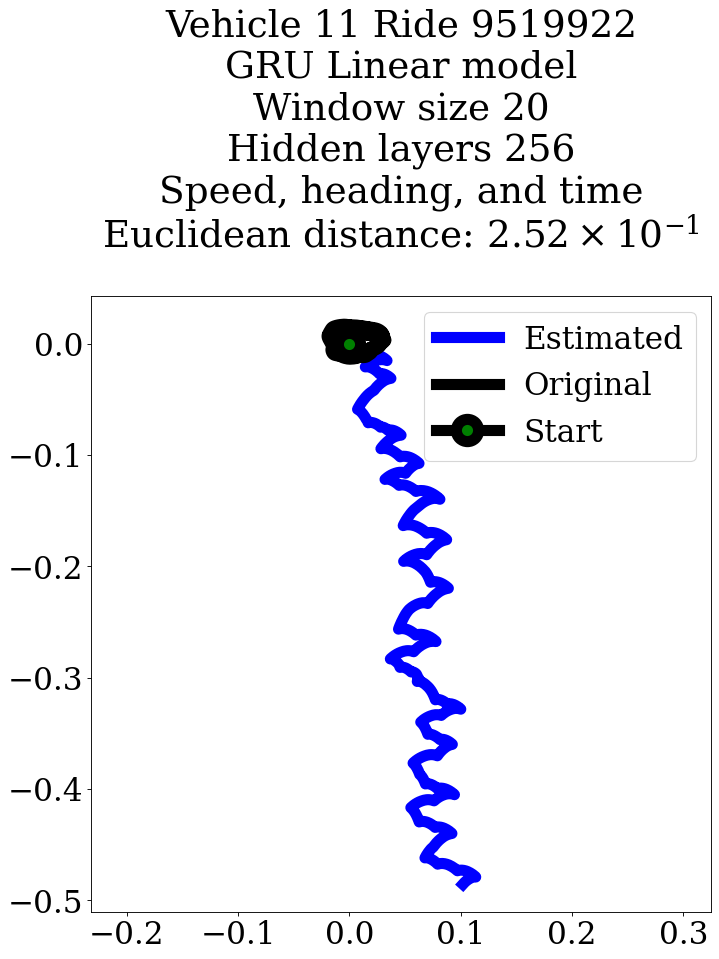 Vehicle 11 Ride 9519922
GRU Linear model
Window size 20
Hidden layers 256
Speed, heading, and time
Euclidean distance: 2.52 × 10⁻¹
Estimated
Original
Start
0.0
−0.1
−0.2
−0.3
−0.4
−0.5
−0.2 −0.1 0.0 0.1 0.2 0.3